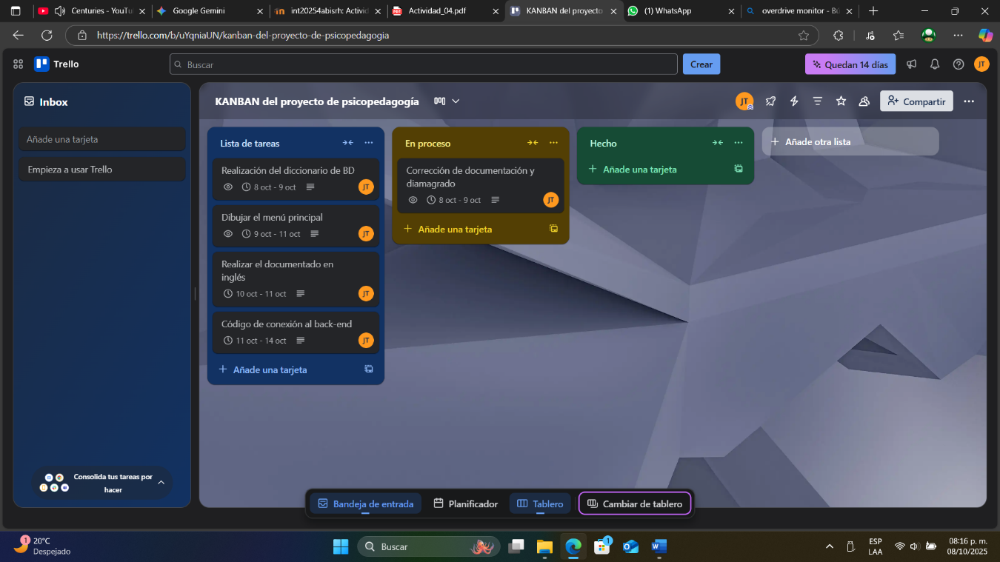 Centuries - YouTu
Google Gemini
int20254abisrh: Activid
Actividad_04.pdf
KANBAN del proyecto
(1) WhatsApp
overdrive monitor - Bú
https://trello.com/b/uYqniaUN/kanban-del-proyecto-de-psicopedagogia
Trello
Buscar
Crear
Quedan 14 días
JT
Inbox
Añade una tarjeta
Empieza a usar Trello
Consolida tus tareas por
hacer
KANBAN del proyecto de psicopedagogía
JT
Compartir
Lista de tareas
Realización del diccionario de BD
8 oct - 9 oct
JT
Dibujar el menú principal
9 oct - 11 oct
JT
Realizar el documentado en
inglés
10 oct - 11 oct
JT
Código de conexión al back-end
11 oct - 14 oct
JT
Añade una tarjeta
En proceso
Corrección de documentación y
diamagrado
8 oct - 9 oct
JT
Añade una tarjeta
Hecho
Añade una tarjeta
Añade otra lista
Bandeja de entrada
Planificador
Tablero
Cambiar de tablero
1
20°C
Despejado
Buscar
1
ESP
LAA
08:16 p. m.
08/10/2025